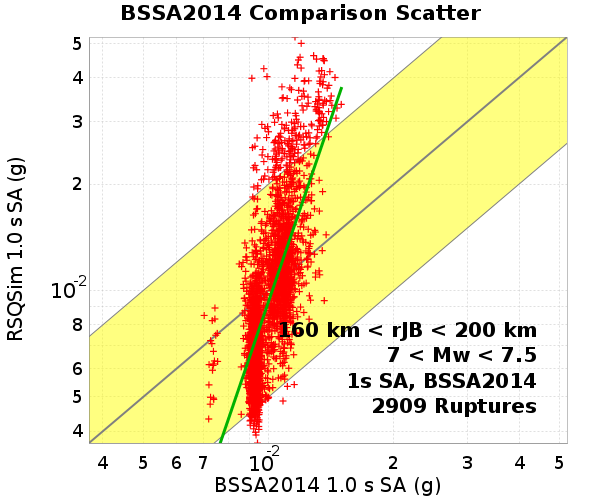 BSSA2014 Comparison Scatter
RSQSim 1.0 s SA (g)
5
4
3
2
10-2
8
6
5
4
160 km < rJB < 200 km
7 < Mw < 7.5
1s SA, BSSA2014
2909 Ruptures
4 5 6 7 10-2 2 3 4 5
BSSA2014 1.0 s SA (g)